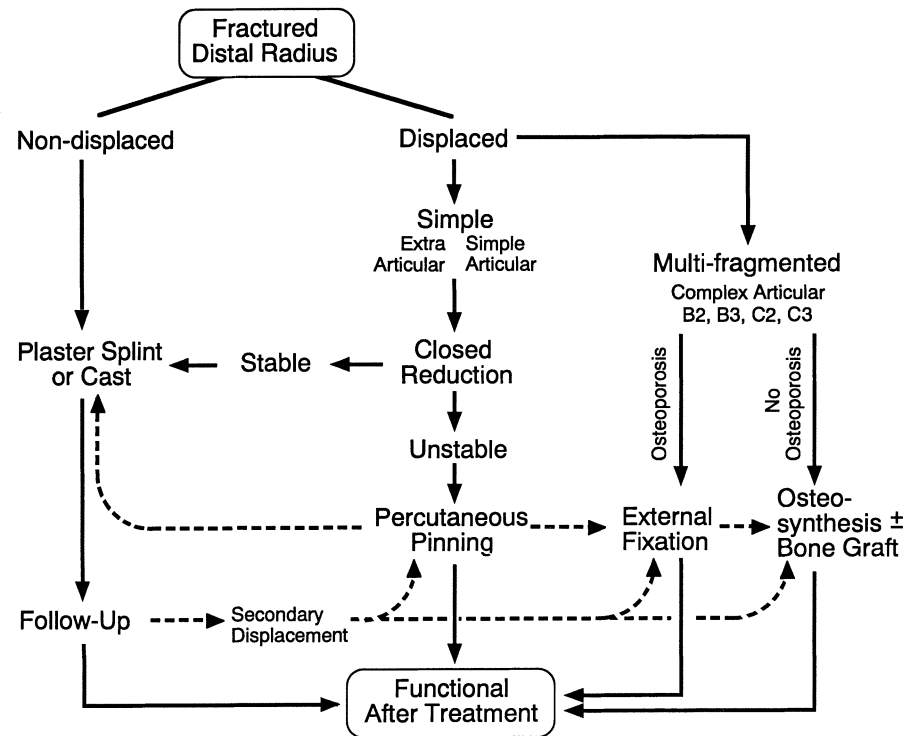 Fractured
Distal Radius
Non-displaced
Displaced
Simple
Extra Simple
Articular Articular
Multi-fragmented
Complex Articular
B2, B3, C2, C3
Plaster Splint
or Cast
Stable
Closed
Reduction
Osteoporosis
No
Osteoporosis
Unstable
Percutaneous
Pinning
External
Fixation
Osteo-
synthesis ±
Bone Graft
Follow-Up
Secondary
Displacement
Functional
After Treatment